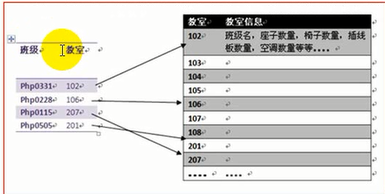 班级 教室
Php0331 102
Php0228 106
Php0115 207
Php0505 201
教室 教室信息
102 班级名，座子数量，椅子数量，插线
板数量，空调数量等等....
103
104
105
106
107
108
201
207
.... ....